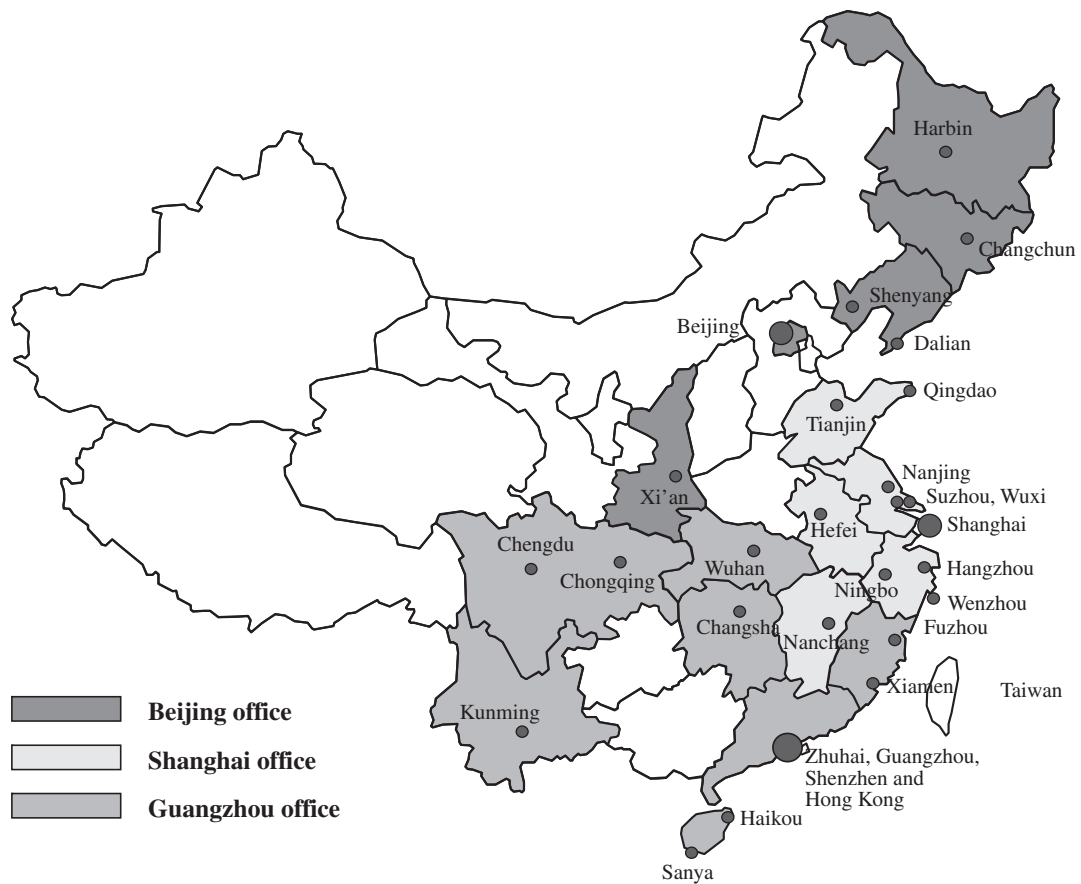 Harbin
Changchun
Shenyang
Beijing
Dalian
Qingdao
Tianjin
Nanjing
Xi’an
Suzhou, Wuxi
Hefei
Shanghai
Chengdu
Chongqing
Wuhan
Hangzhou
Ningbo
Wenzhou
Changsha
Nanchang
Fuzhou
Xiamen
Taiwan
Kunming
Beijing office
Shanghai office
Guangzhou office
Zhuhai, Guangzhou,
Shenzhen and
Hong Kong
Haikou
Sanya